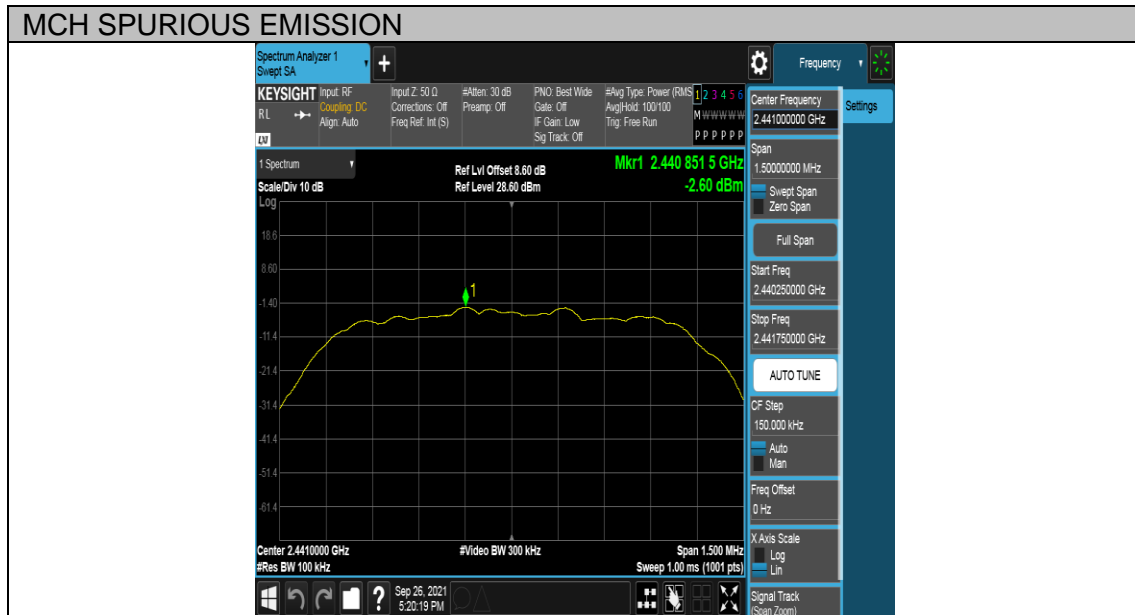 MCH SPURIOUS EMISSION
Spectrum Analyzer 1
Swept SA
+
Frequency
KEYSIGHT
RL
LXI
Input: RF
Coupling: DC
Align: Auto
Input Z: 50 Ω
Corrections: Off
Freq Ref: Int (S)
#Atten: 30 dB
Preamp: Off
PNO: Best Wide
Gate: Off
IF Gain: Low
Sig Track: Off
#Avg Type: Power (RMS
Avg|Hold: 100/100
Trig: Free Run
1 2 3 4 5 6
M W W W W W
P P P P P P
Center Frequency
2.441000000 GHz
Settings
Span
1.50000000 MHz
Swept Span
Zero Span
Full Span
Start Freq
2.440250000 GHz
Stop Freq
2.441750000 GHz
AUTO TUNE
CF Step
150.000 kHz
Auto
Man
Freq Offset
0 Hz
X Axis Scale
Log
Lin
Signal Track
(Span Zoom)
1 Spectrum
Scale/Div 10 dB
Ref Lvl Offset 8.60 dB
Ref Level 28.60 dBm
Mkr1 2.440 851 5 GHz
-2.60 dBm
Log
18.6
8.60
-1.40
-11.4
-21.4
-31.4
-41.4
-51.4
-61.4
1
Center 2.4410000 GHz
#Res BW 100 kHz
#Video BW 300 kHz
Span 1.500 MHz
Sweep 1.00 ms (1001 pts)
?
Sep 26, 2021
5:20:19 PM